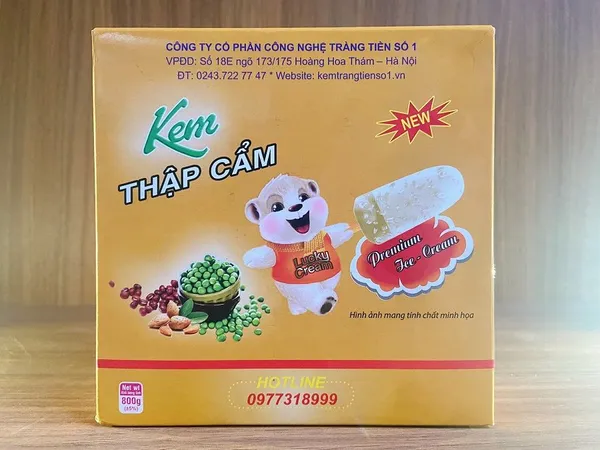 CÔNG TY CỔ PHẦN CÔNG NGHỆ TRÀNG TIỀN SỐ 1
VPĐD: Số 18E ngõ 173/175 Hoàng Hoa Thám – Hà Nội
ĐT: 0243.722 77 47 * Website: kemtrangtienso1.vn
Kem
THẬP CẨM
NEW
Lucky
Cream
Premium
Ice - Cream
Hình ảnh mang tính chất minh họa
Net wt
800g
(±5%)
HOTLINE
0977318999